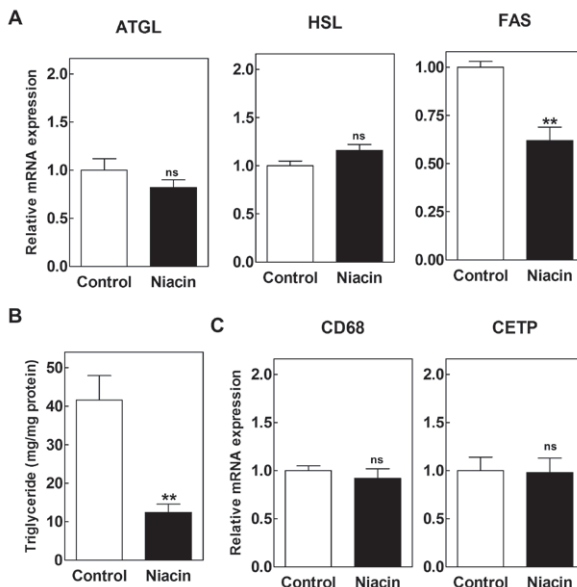 A
ATGL
HSL
FAS
Relative mRNA expression
2.0
1.5
1.0
0.5
0.0
ns
Control Niacin
2.0
1.5
1.0
0.5
0.0
ns
Control Niacin
1.00
0.75
0.50
0.25
0.00
**
Control Niacin
B
Triglyceride (mg/mg protein)
50
40
30
20
10
0
**
Control Niacin
C
CD68
CETP
Relative mRNA expression
2.0
1.5
1.0
0.5
0.0
ns
Control Niacin
2.0
1.5
1.0
0.5
0.0
ns
Control Niacin